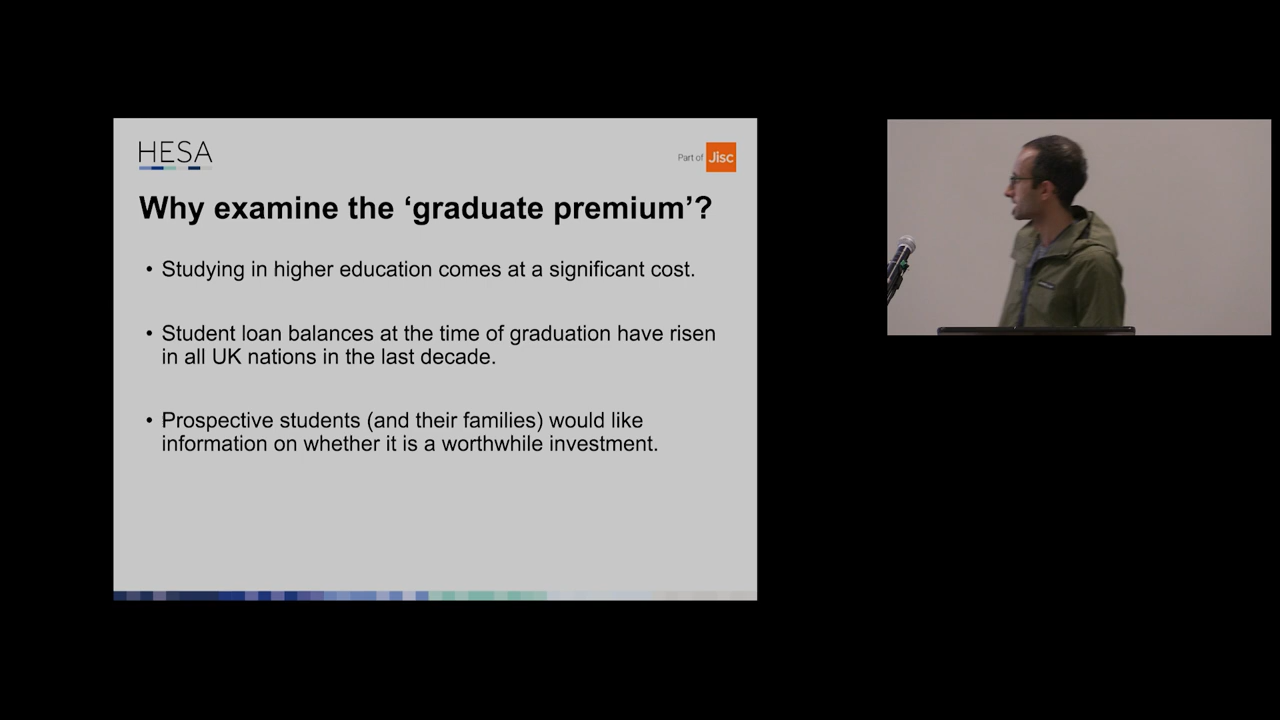 HESA
Part of Jisc
Why examine the ‘graduate premium’?
• Studying in higher education comes at a significant cost.
• Student loan balances at the time of graduation have risen
in all UK nations in the last decade.
• Prospective students (and their families) would like
information on whether it is a worthwhile investment.